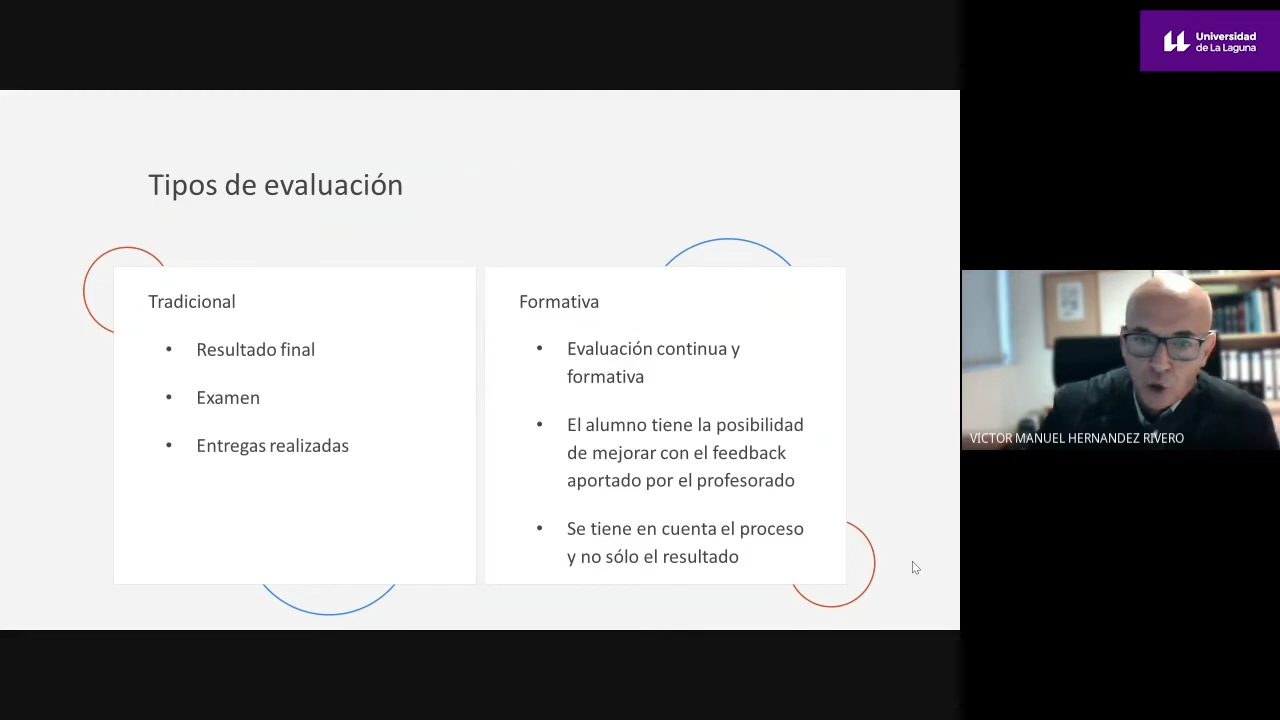 Universidad
de La Laguna
Tipos de evaluación
Tradicional
• Resultado final
• Examen
• Entregas realizadas
Formativa
• Evaluación continua y
formativa
• El alumno tiene la posibilidad
de mejorar con el feedback
aportado por el profesorado
• Se tiene en cuenta el proceso
y no sólo el resultado
VICTOR MANUEL HERNANDEZ RIVERO